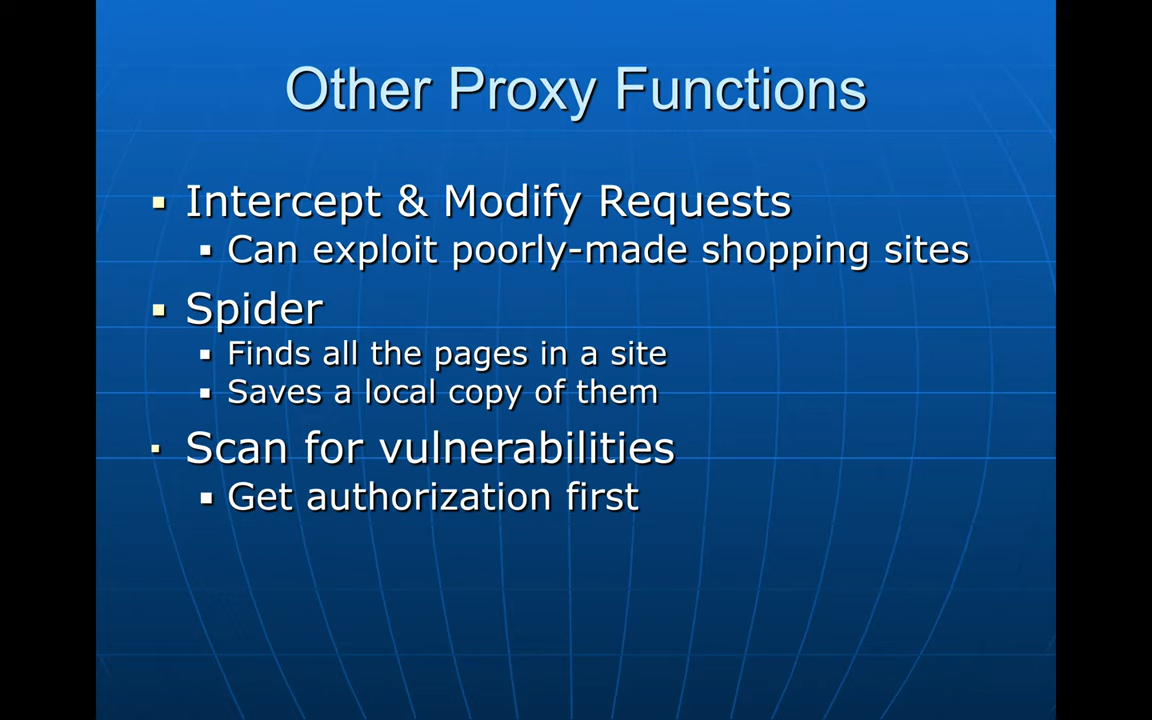 Other Proxy Functions
Intercept & Modify Requests
Can exploit poorly-made shopping sites
Spider
Finds all the pages in a site
Saves a local copy of them
Scan for vulnerabilities
Get authorization first